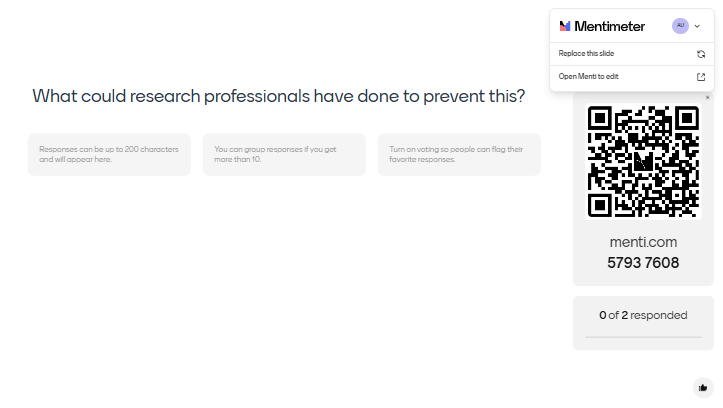 Mentimeter
AU
Replace this slide
Open Menti to edit
What could research professionals have done to prevent this?
Responses can be up to 200 characters
and will appear here.
You can group responses if you get
more than 10.
Turn on voting so people can flag their
favorite responses.
menti.com
5793 7608
0 of 2 responded